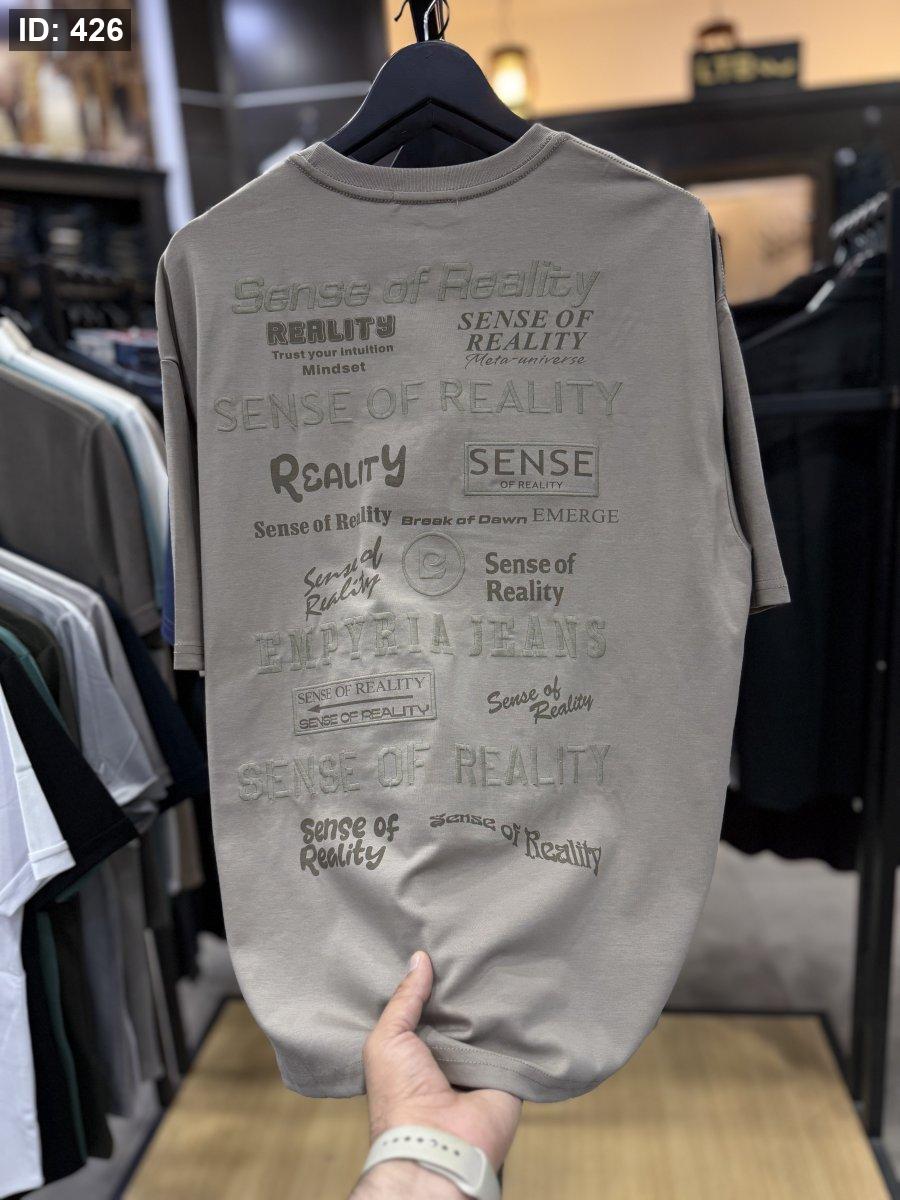 ID: 426
Sense of Reality
REALITY
Trust your intuition
Mindset
SENSE OF
REALITY
Meta-universe
SENSE OF REALITY
REALITY
SENSE
OF REALITY
Sense of Reality
Break of Dawn
EMERGE
Sense of
Reality
Sense of
Reality
EMPYRIA JEANS
SENSE OF REALITY
SENSE OF REALITY
Sense of
Reality
SENSE OF REALITY
Sense of
Reality
Sense of Reality